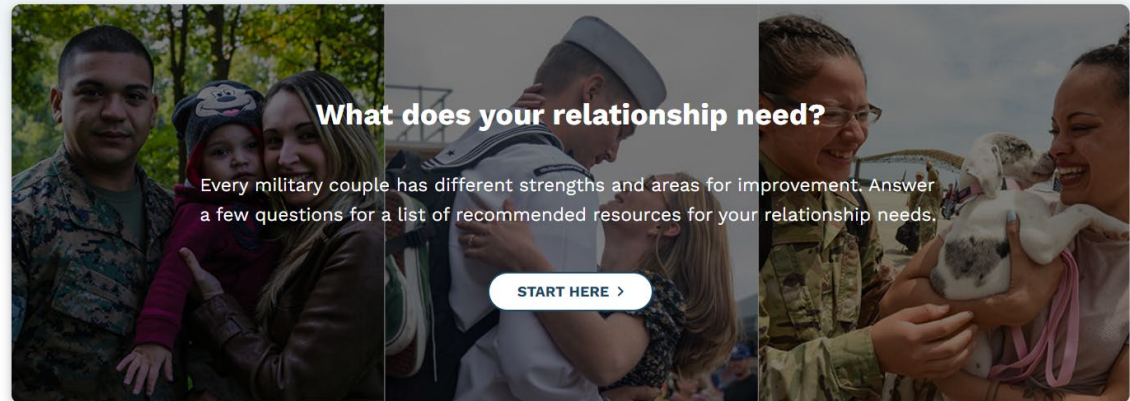 What does your relationship need?
Every military couple has different strengths and areas for improvement. Answer
a few questions for a list of recommended resources for your relationship needs.
START HERE >